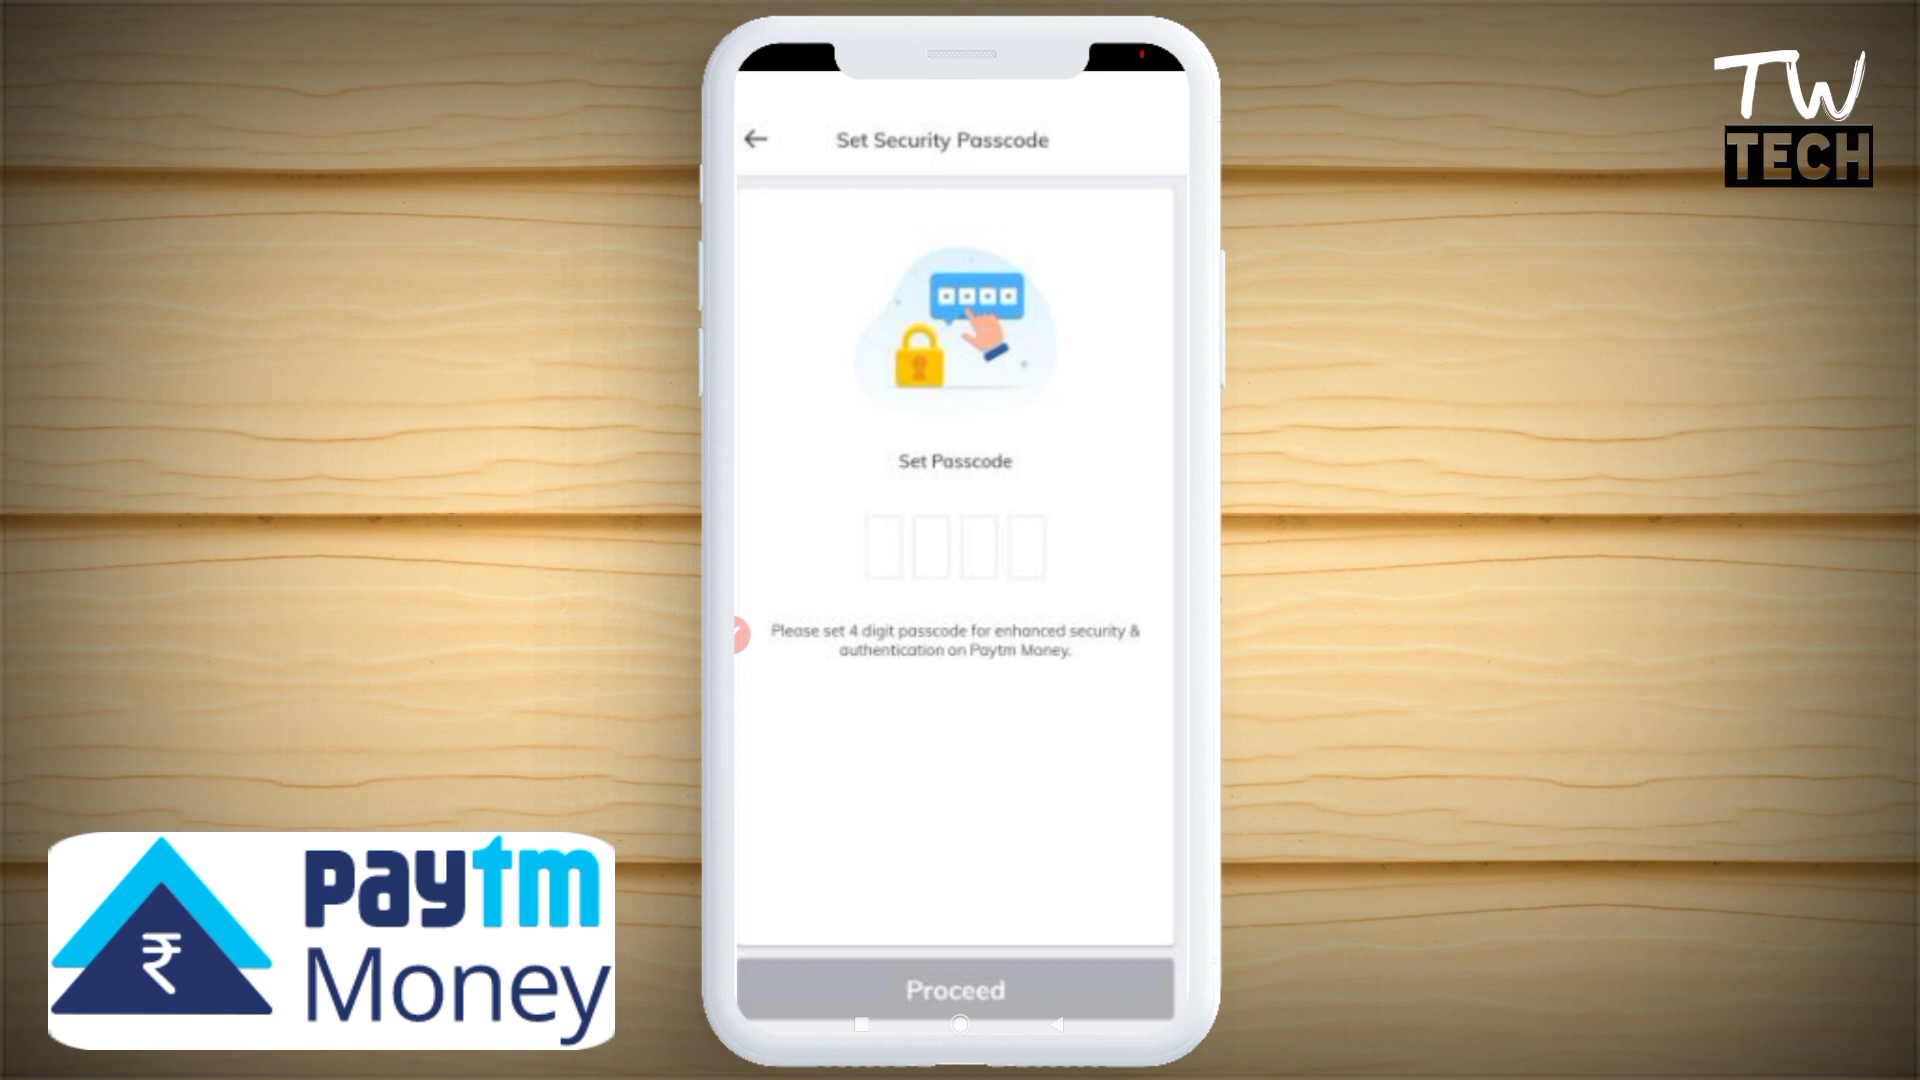 TW
TECH
Set Security Passcode
Set Passcode
Please set 4 digit passcode for enhanced security &
authentication on Paytm Money.
Proceed
₹
paytm
Money